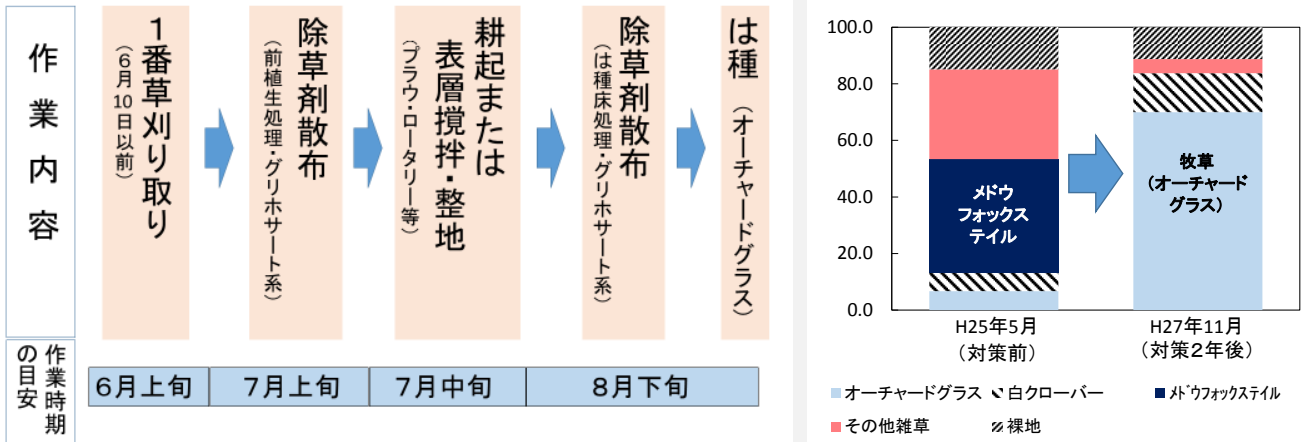 作業内容
１番草刈り取り
（６月10日以前）
除草剤散布
（前植生処理・グリホサート系）
耕起または
表層撹拌・整地
（プラウ・ロータリー等）
除草剤散布
（は種床処理・グリホサート系）
は種（オーチャードグラス）
作業時期
の目安
６月上旬
７月上旬
７月中旬
８月下旬
100.0
80.0
60.0
40.0
20.0
0.0
メドウ
フォックス
テイル
牧草
（オーチャード
グラス）
H25年５月
（対策前）
H27年11月
（対策２年後）
オーチャードグラス
白クローバー
ﾒﾄﾞｳフォックステイル
その他雑草
裸地